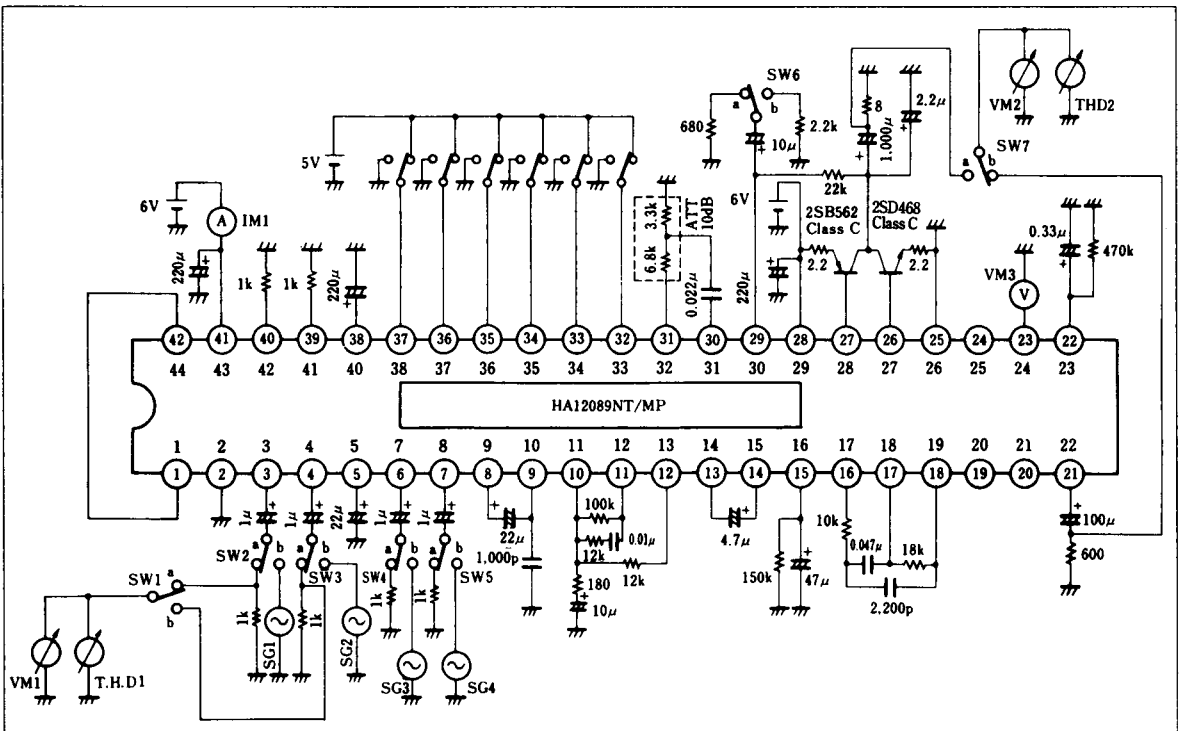 SW6
a b
680
2.2k
10μ
8
1.000μ
2.2μ
VM2 THD2
SW7
a b
5V
6V
A IM1
220μ
1k
1k
220μ
3.3k
6.8k
ATT
10dB
0.022μ
22k
6V
220μ
2SB562
Class C
2SD468
Class C
2.2
2.2
VM3
V
0.33μ
470k
42 41 40 39 38 37 36 35 34 33 32 31 30 29 28 27 26 25 24 23 22
44 43 42 41 40 38 37 36 35 34 33 32 31 30 29 28 27 26 24 23
HA12089NT/MP
1 2 3 4 5 7 8 9 10 11 12 13 14 15 16 17 18 19 20 21 22
1 2 3 4 5 6 7 8 9 10 11 12 13 14 15 16 17 18 19 20 21
1μ
1μ
22μ
1μ
1μ
22μ
1,000p
100k
12k
0.01μ
12k
180
10μ
4.7μ
150k
47μ
10k
0.047μ
18k
2,200p
100μ
600
SW1
a
b
SW2
a b
SW3
a b
SW4
a b
SW5
a b
1k
SG1
1k
SG2
1k
SG3
1k
SG4
VM1 T.H.D1